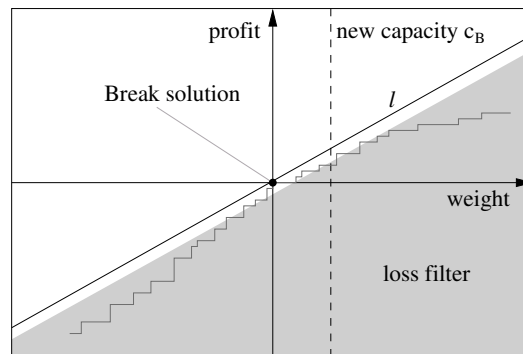 profit
new capacity c_B
Break solution
l
weight
loss filter